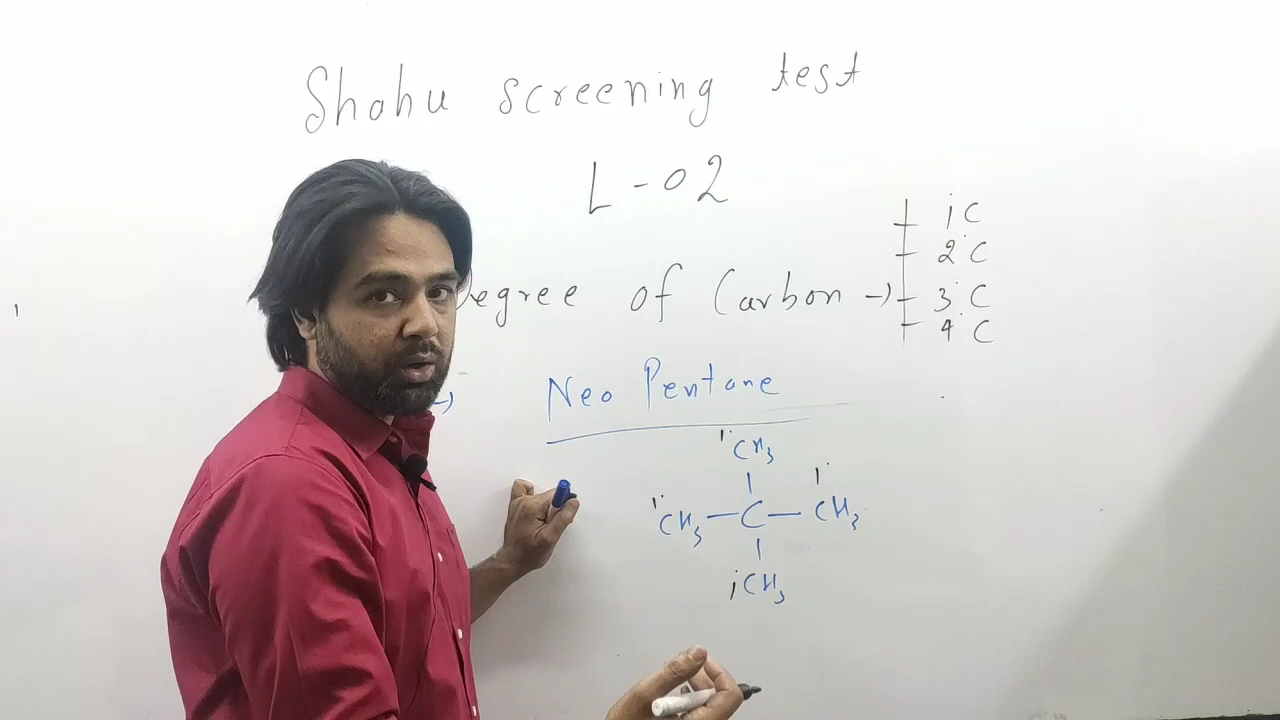 Shahu screening test
L-02
egree of Carbon → 1° C
2° C
3° C
4° C
→ Neo Pentane
1° CH3
1° CH3 — C — CH3 1°
1° CH3